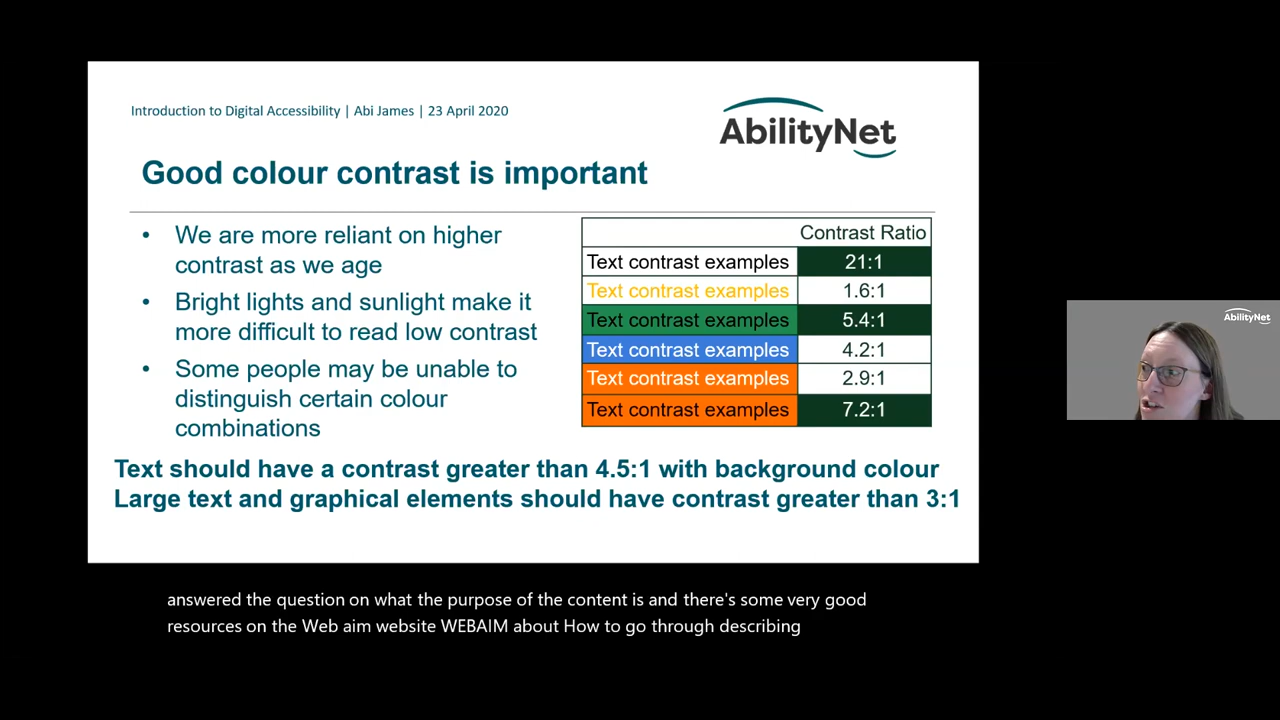 Introduction to Digital Accessibility | Abi James | 23 April 2020
AbilityNet
Good colour contrast is important
• We are more reliant on higher
contrast as we age
• Bright lights and sunlight make it
more difficult to read low contrast
• Some people may be unable to
distinguish certain colour
combinations
Contrast Ratio
Text contrast examples 21:1
Text contrast examples 1.6:1
Text contrast examples 5.4:1
Text contrast examples 4.2:1
Text contrast examples 2.9:1
Text contrast examples 7.2:1
Text should have a contrast greater than 4.5:1 with background colour
Large text and graphical elements should have contrast greater than 3:1
AbilityNet
answered the question on what the purpose of the content is and there's some very good
resources on the Web aim website WEBAIM about How to go through describing